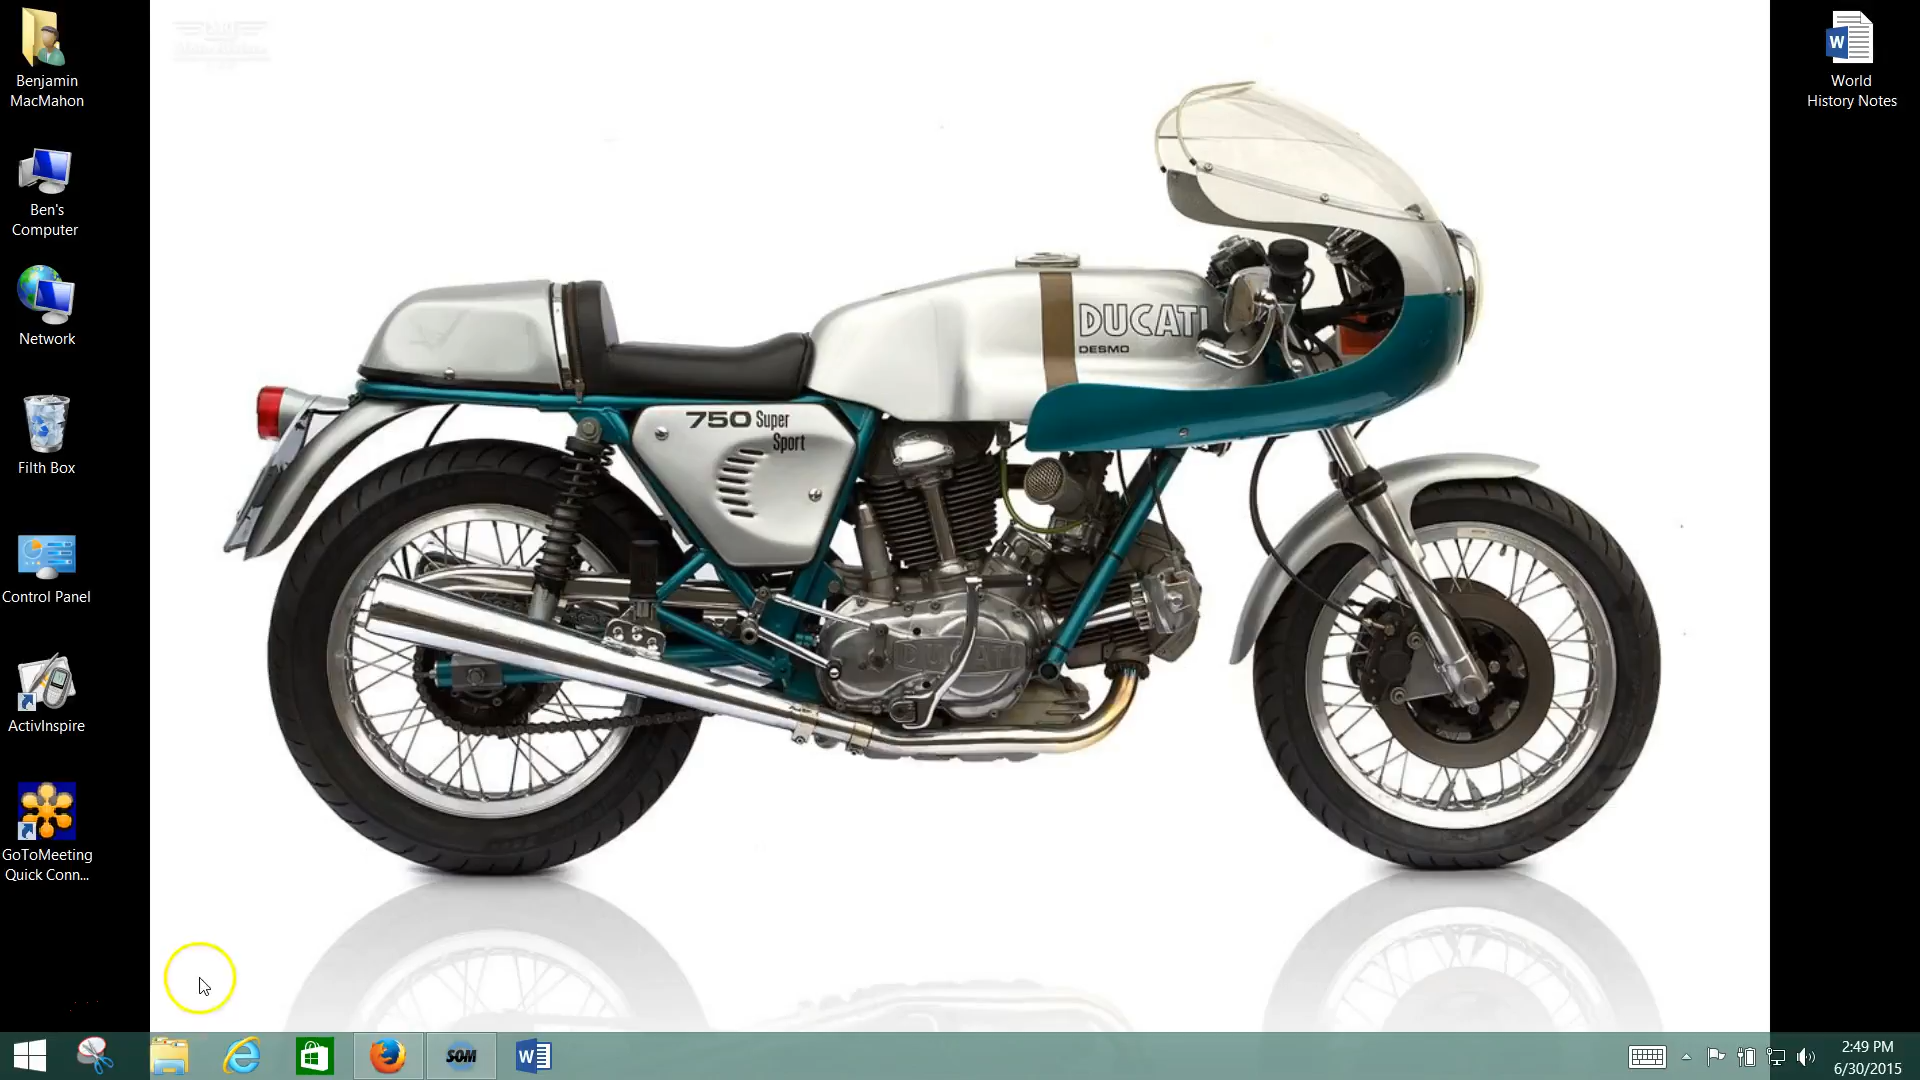 Benjamin
MacMahon
Ben's
Computer
Network
Filth Box
Control Panel
ActivInspire
GoToMeeting
Quick Conn...
World
History Notes
DUCATI
DESMO
750 Super
Sport
DUCATI
W
SOM
W
2:49 PM
6/30/2015